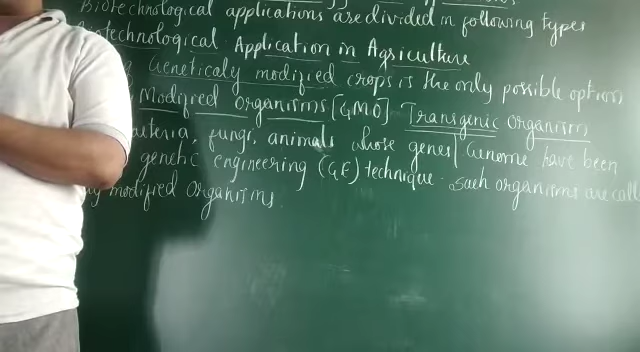 Biotechnological applications are divided in following types
Biotechnological Application in Agriculture
Geneticaly modified crops is the only possible option
Modified Organisms [GMO] Transgenic Organism
fungi, animals whose genes/Genome have been
genetic engineering (GE) technique. Such organisms are call
modified Organisms.